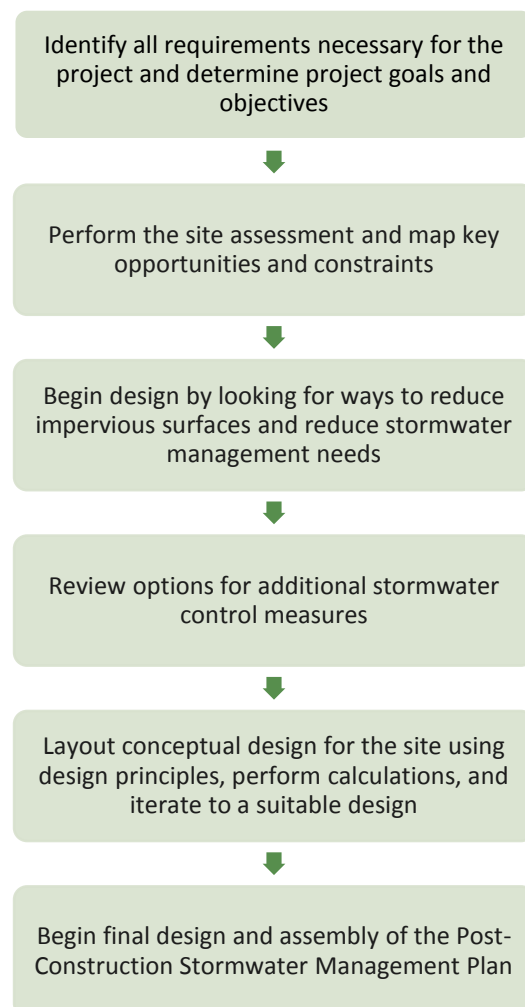 Identify all requirements necessary for the
project and determine project goals and
objectives
Perform the site assessment and map key
opportunities and constraints
Begin design by looking for ways to reduce
impervious surfaces and reduce stormwater
management needs
Review options for additional stormwater
control measures
Layout conceptual design for the site using
design principles, perform calculations, and
iterate to a suitable design
Begin final design and assembly of the Post-
Construction Stormwater Management Plan